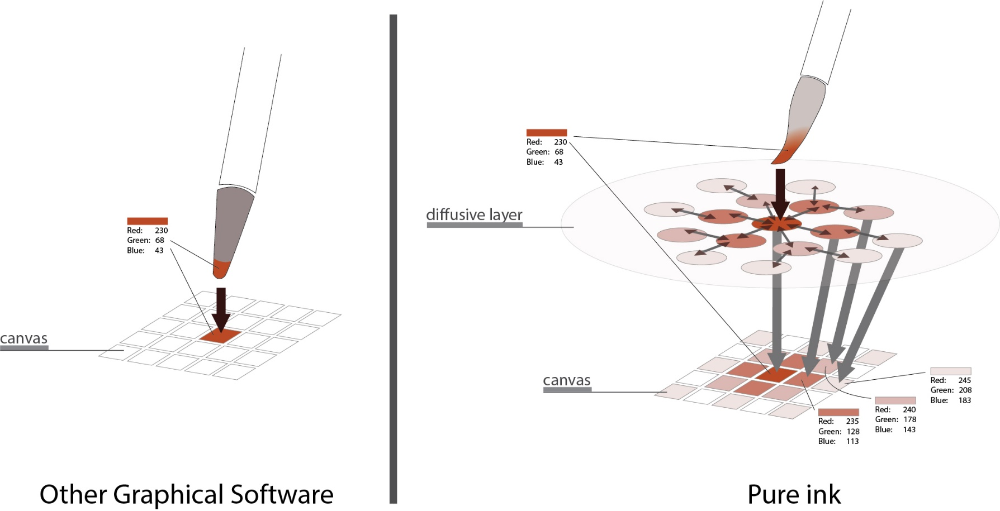 Red: 230
Green: 68
Blue: 43
canvas
Other Graphical Software
Red: 230
Green: 68
Blue: 43
diffusive layer
canvas
Red: 245
Green: 208
Blue: 183
Red: 240
Green: 178
Blue: 143
Red: 235
Green: 128
Blue: 113
Pure ink